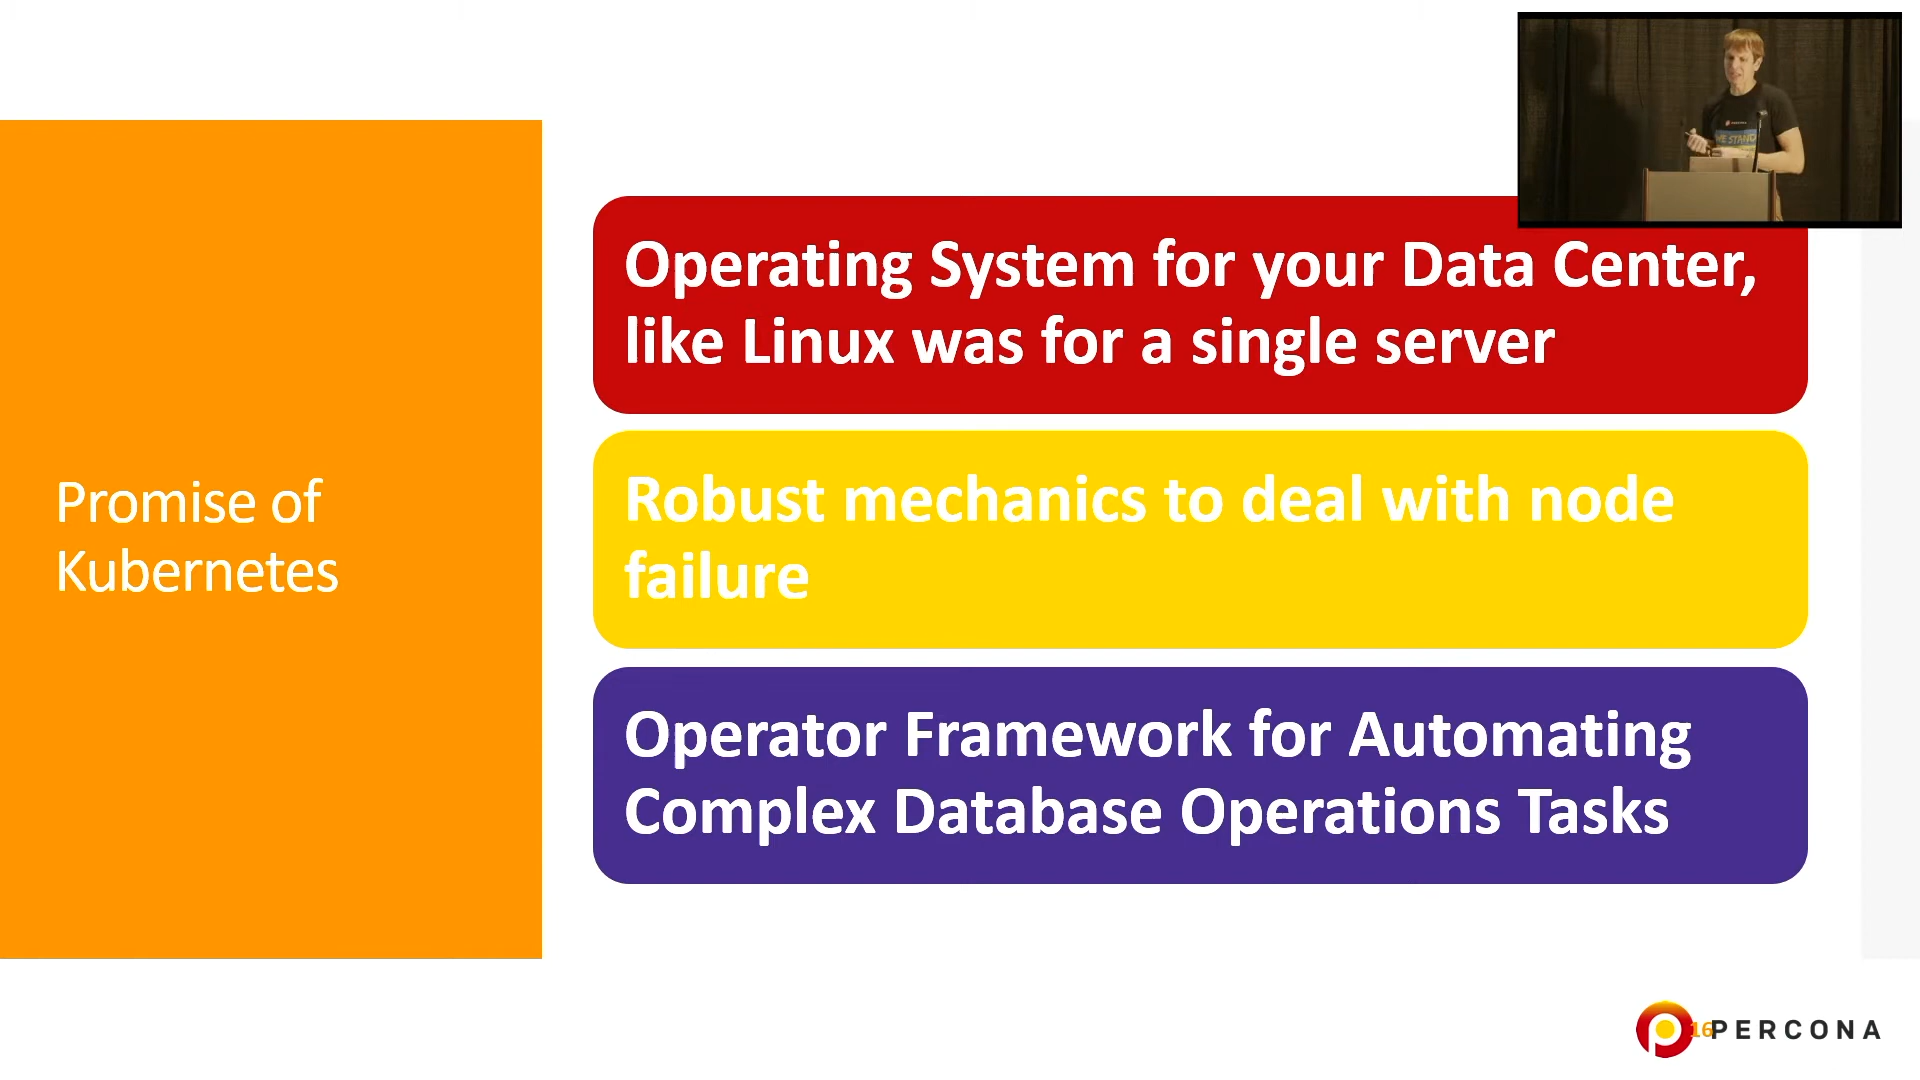 Promise of
Kubernetes
Operating System for your Data Center,
like Linux was for a single server
Robust mechanics to deal with node
failure
Operator Framework for Automating
Complex Database Operations Tasks
16
PERCONA